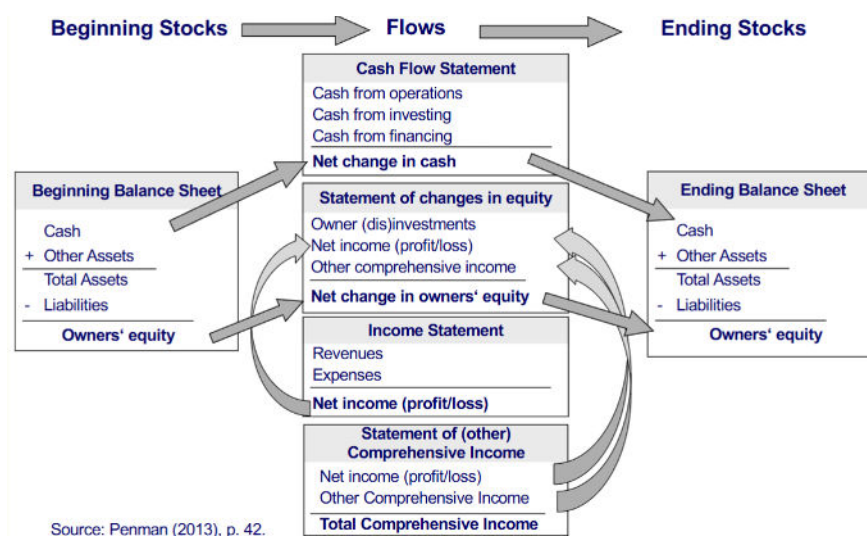 Beginning Stocks
Flows
Ending Stocks
Cash Flow Statement
Cash from operations
Cash from investing
Cash from financing
Net change in cash
Beginning Balance Sheet
Cash
+ Other Assets
Total Assets
- Liabilities
Owners‘ equity
Statement of changes in equity
Owner (dis)investments
Net income (profit/loss)
Other comprehensive income
Net change in owners‘ equity
Income Statement
Revenues
Expenses
Net income (profit/loss)
Statement of (other)
Comprehensive Income
Net income (profit/loss)
Other Comprehensive Income
Total Comprehensive Income
Ending Balance Sheet
Cash
+ Other Assets
Total Assets
- Liabilities
Owners‘ equity
Source: Penman (2013), p. 42.